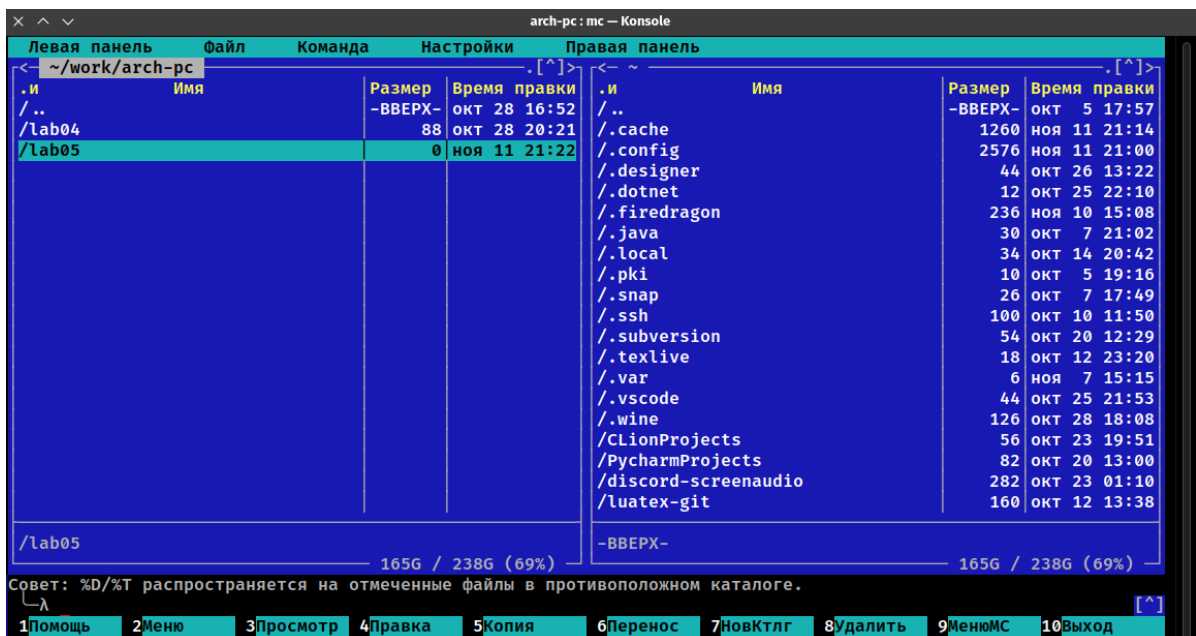 arch-pc : mc — Konsole
Левая панель Файл Команда Настройки Правая панель
<— ~/work/arch-pc .[^]> <— ~ .[^]>
.и Имя Размер Время правки .и Имя Размер Время правки
/.. -ВВЕРХ- окт 28 16:52 /.. -ВВЕРХ- окт 5 17:57
/lab04 88 окт 28 20:21 /.cache 1260 ноя 11 21:14
/lab05 0 ноя 11 21:22 /.config 2576 ноя 11 21:00
/.designer 44 окт 26 13:22
/.dotnet 12 окт 25 22:10
/.firedragon 236 ноя 10 15:08
/.java 30 окт 7 21:02
/.local 34 окт 14 20:42
/.pki 10 окт 5 19:16
/.snap 26 окт 7 17:49
/.ssh 100 окт 10 11:50
/.subversion 54 окт 20 12:29
/.texlive 18 окт 12 23:20
/.var 6 ноя 7 15:15
/.vscode 44 окт 25 21:53
/.wine 126 окт 28 18:08
/CLionProjects 56 окт 23 19:51
/PycharmProjects 82 окт 20 13:00
/discord-screenaudio 282 окт 23 01:10
/luatex-git 160 окт 12 13:38
/lab05 -ВВЕРХ-
165G / 238G (69%) 165G / 238G (69%)
Совет: %D/%T распространяется на отмеченные файлы в противоположном каталоге.
╰─λ [^]
1Помощь 2Меню 3Просмотр 4Правка 5Копия 6Перенос 7НовКтлг 8Удалить 9МенюMC 10Выход